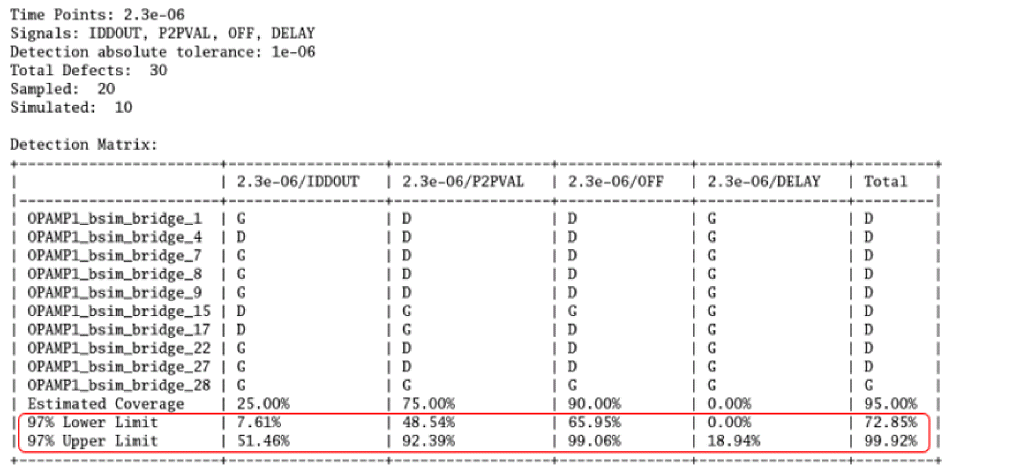 Time Points: 2.3e-06
Signals: IDDOUT, P2PVAL, OFF, DELAY
Detection absolute tolerance: 1e-06
Total Defects:  30
Sampled:  20
Simulated:  10
Detection Matrix:
| | 2.3e-06/IDDOUT | 2.3e-06/P2PVAL | 2.3e-06/OFF | 2.3e-06/DELAY | Total |
| OPAMP1_bsim_bridge_1 | G | D | D | G | D |
| OPAMP1_bsim_bridge_4 | D | D | D | G | D |
| OPAMP1_bsim_bridge_7 | G | D | D | G | D |
| OPAMP1_bsim_bridge_8 | G | D | D | G | D |
| OPAMP1_bsim_bridge_9 | G | D | D | G | D |
| OPAMP1_bsim_bridge_15 | D | G | G | G | D |
| OPAMP1_bsim_bridge_17 | D | G | D | G | D |
| OPAMP1_bsim_bridge_22 | G | D | D | G | D |
| OPAMP1_bsim_bridge_27 | G | D | D | G | D |
| OPAMP1_bsim_bridge_28 | G | G | G | G | G |
| Estimated Coverage | 25.00% | 75.00% | 90.00% | 0.00% | 95.00% |
| 97% Lower Limit | 7.61% | 48.54% | 65.95% | 0.00% | 72.85% |
| 97% Upper Limit | 51.46% | 92.39% | 99.06% | 18.94% | 99.92% |